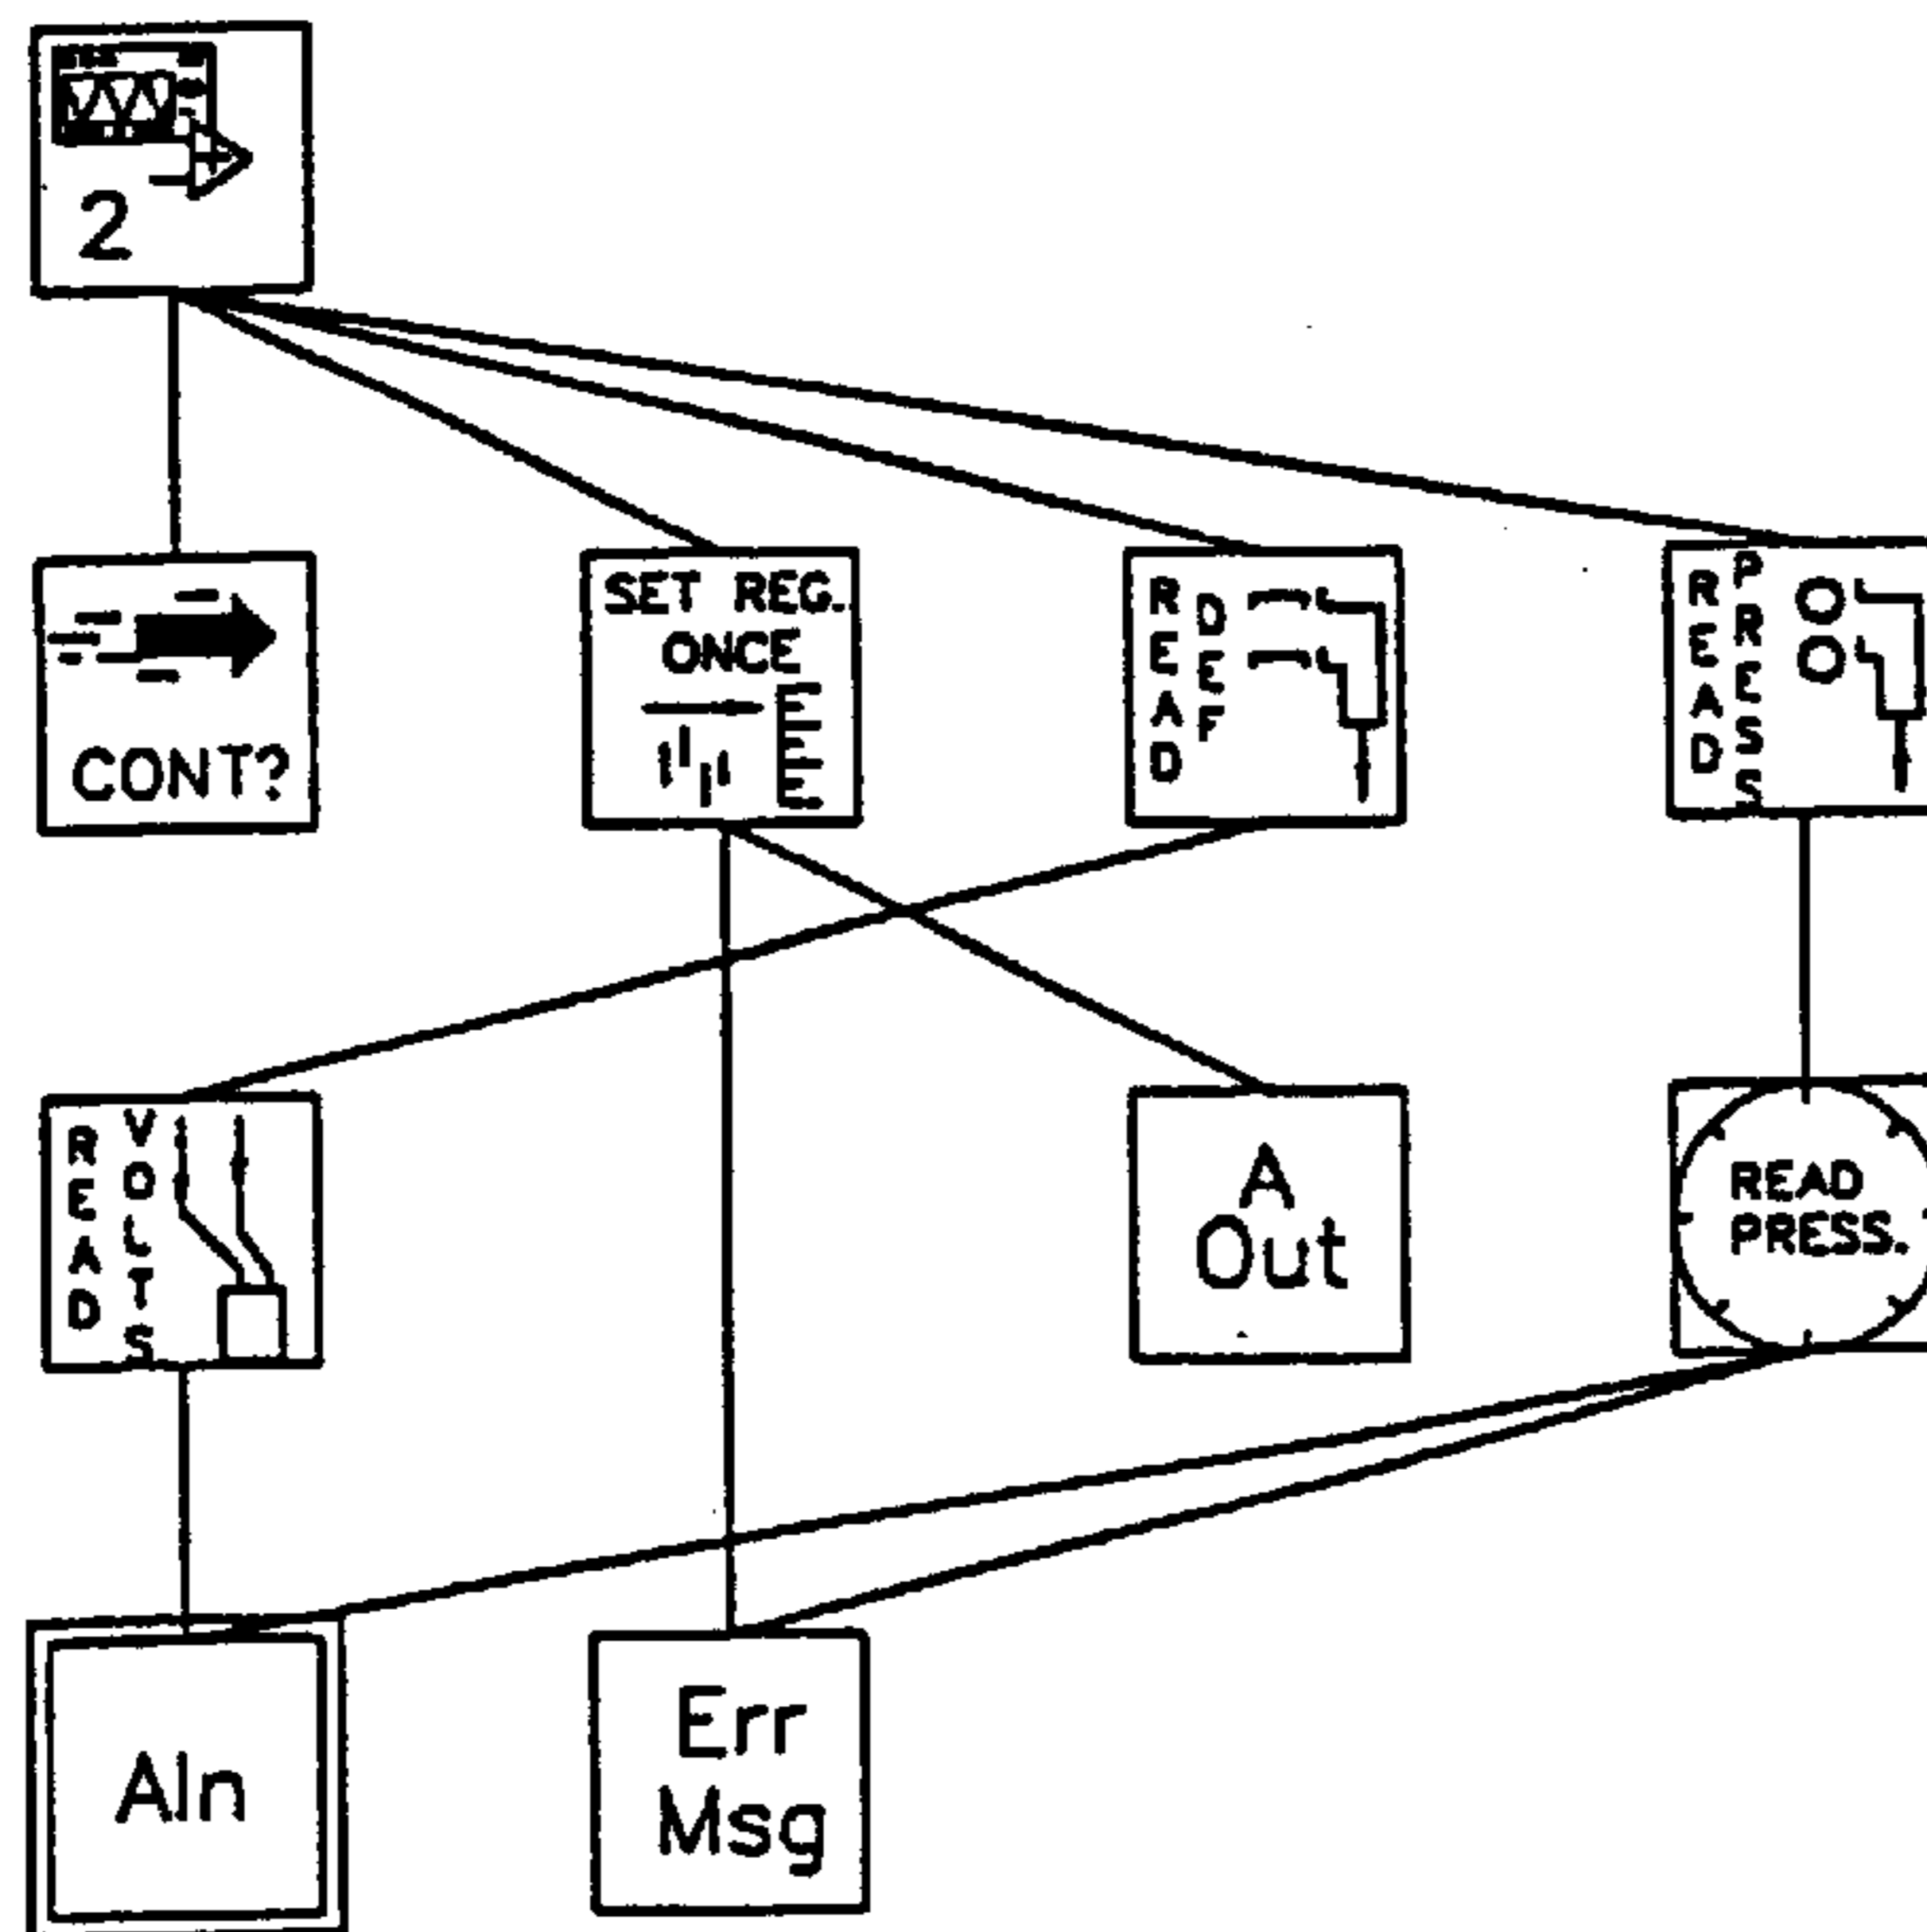 2
CONT?
SET REG.
ONCE
READ
DEF
READ
PRESS
READ
VOLTS
A
Out
READ
PRESS.
AIn
Err
Msg